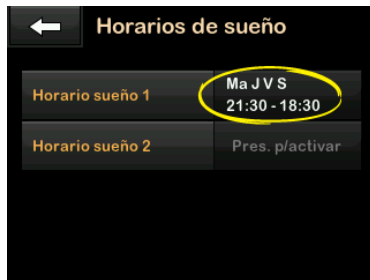 Horarios de sueño
Horario sueño 1
Ma J V S
21:30 - 18:30
Horario sueño 2
Pres. p/activar